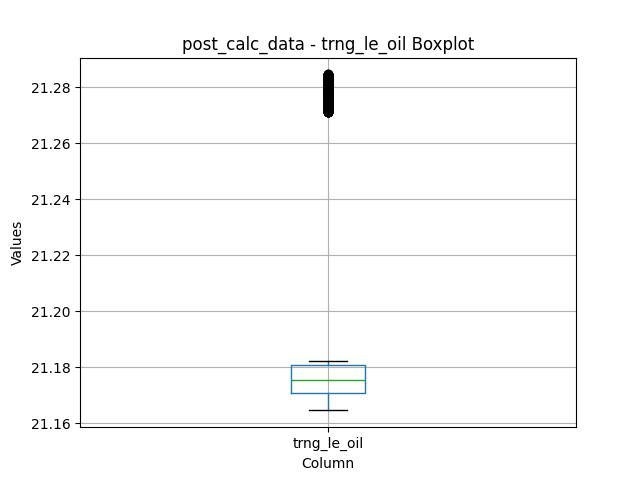 post_calc_data - trng_le_oil Boxplot
21.28
21.26
21.24
21.22
21.20
21.18
21.16
Values
trng_le_oil
Column